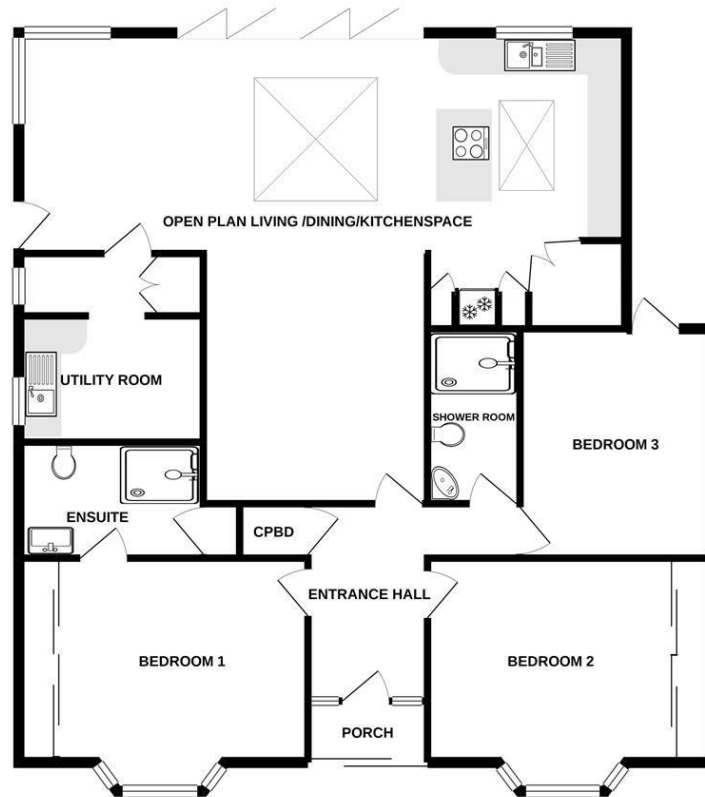 OPEN PLAN LIVING /DINING/KITCHENSPACE
UTILITY ROOM
SHOWER ROOM
BEDROOM 3
ENSUITE
CPBD
ENTRANCE HALL
BEDROOM 1
BEDROOM 2
PORCH